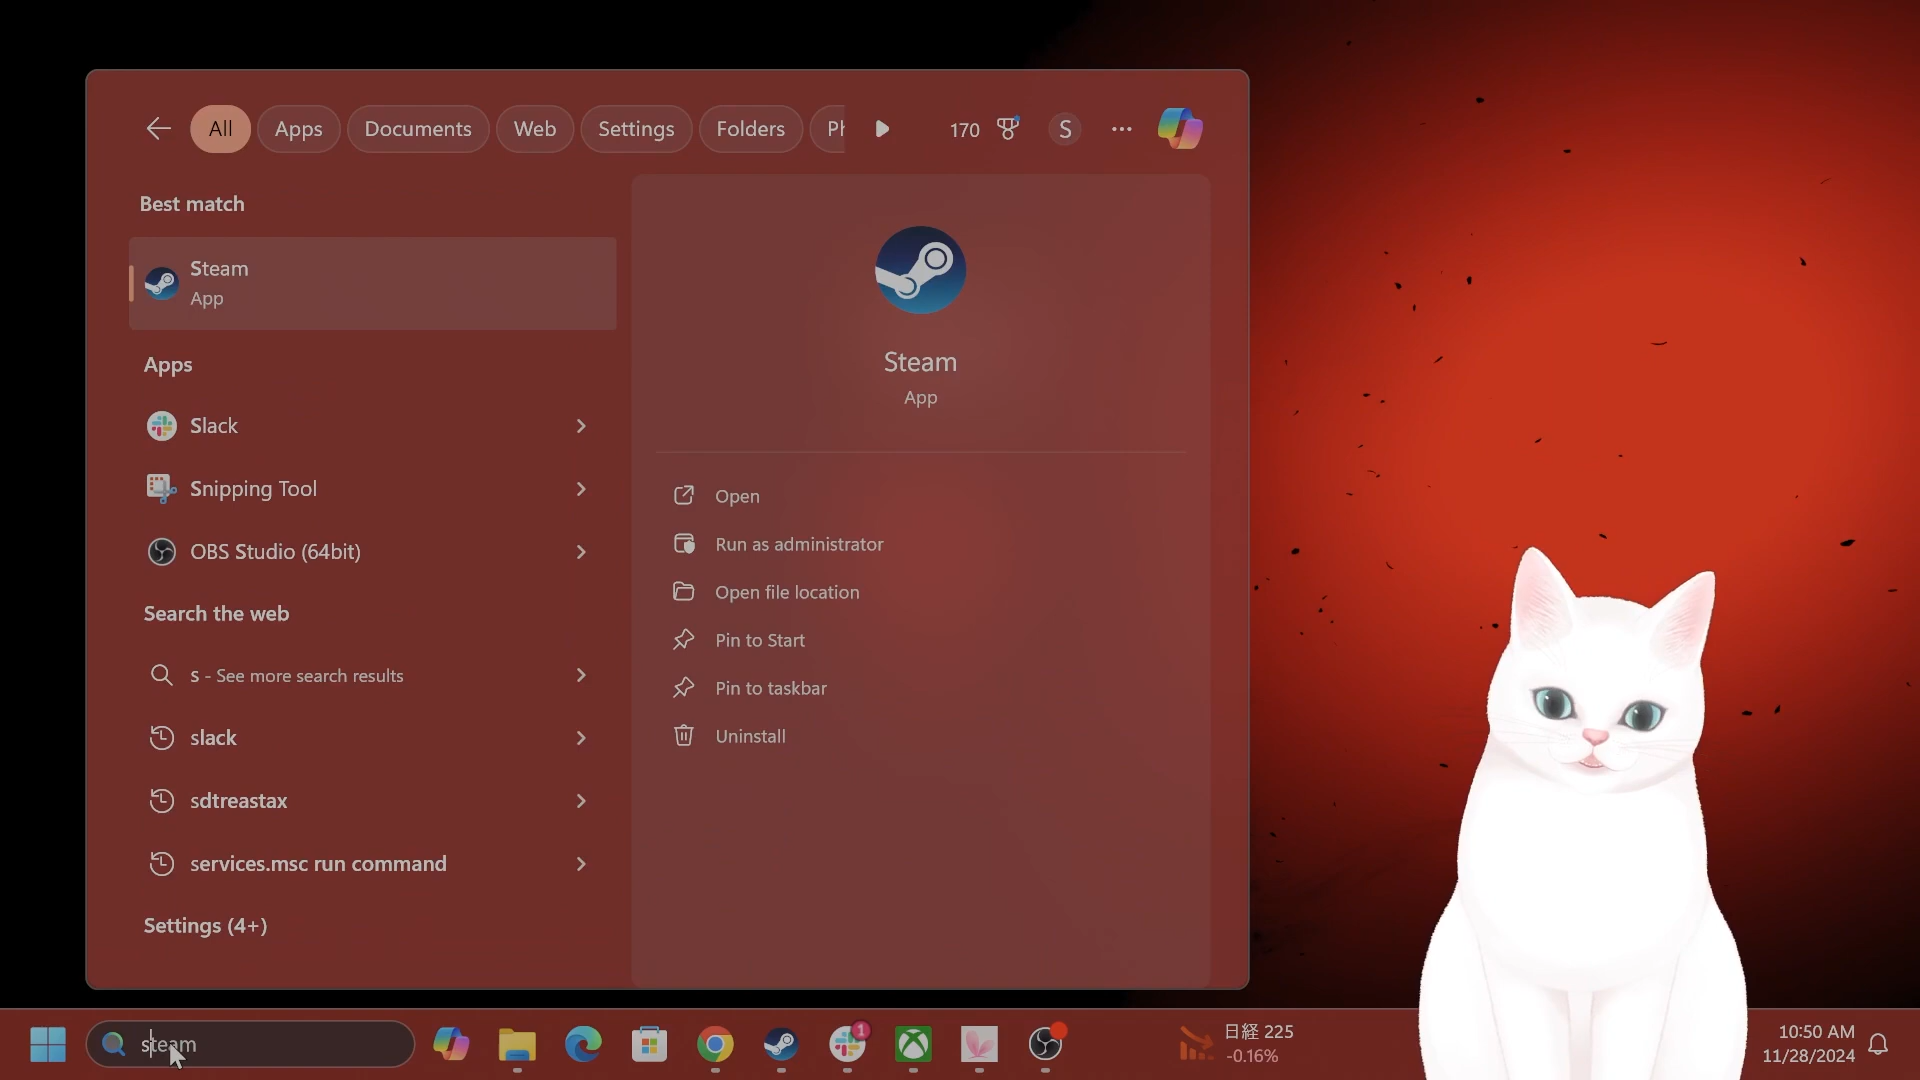 All
Apps
Documents
Web
Settings
Folders
170
S
Best match
Steam
App
Apps
Slack
Snipping Tool
OBS Studio (64bit)
Search the web
s - See more search results
slack
sdtreastax
services.msc run command
Settings (4+)
Steam
App
Open
Run as administrator
Open file location
Pin to Start
Pin to taskbar
Uninstall
steam
1
日経 225
-0.16%
10:50 AM
11/28/2024